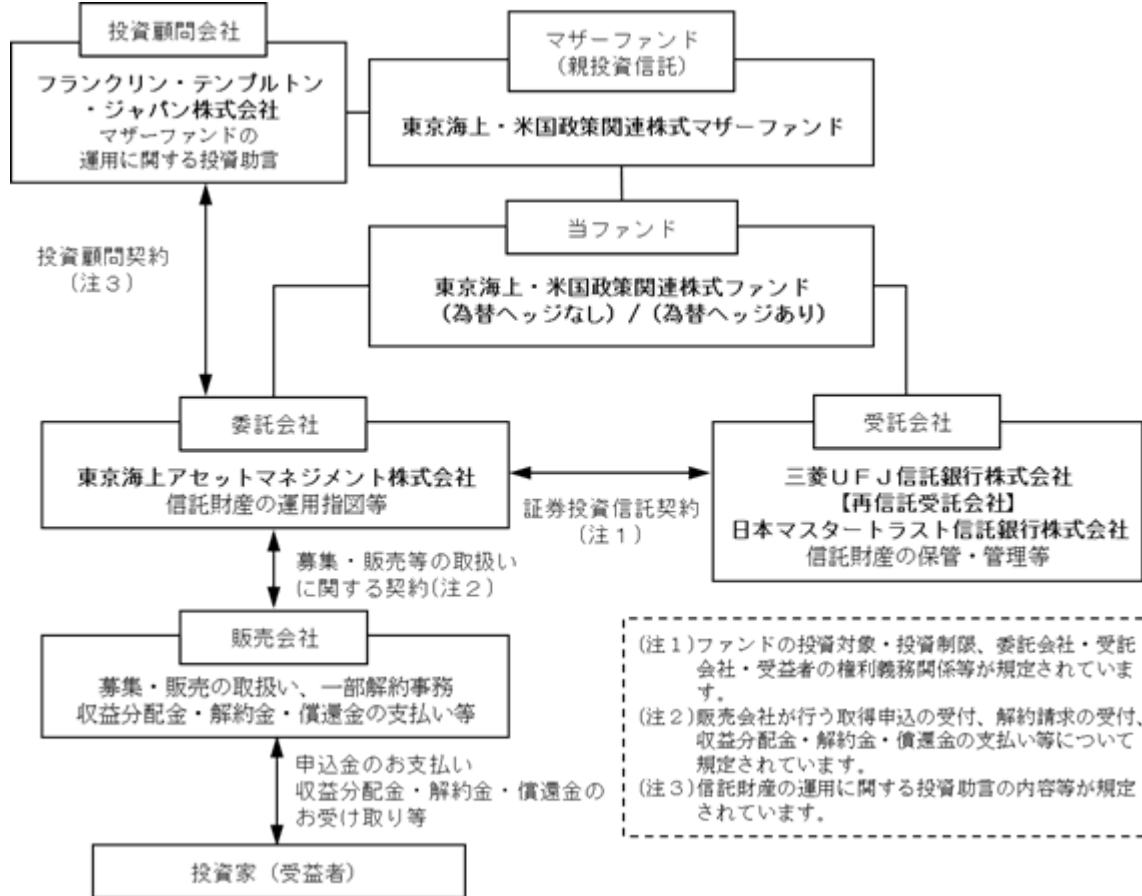 投資顧問会社
フランクリン・テンプルトン
・ジャパン株式会社
マザーファンドの
運用に関する投資助言
マザーファンド
（親投資信託）
東京海上・米国政策関連株式マザーファンド
当ファンド
東京海上・米国政策関連株式ファンド
（為替ヘッジなし）/（為替ヘッジあり）
投資顧問契約
(注３)
委託会社
東京海上アセットマネジメント株式会社
信託財産の運用指図等
証券投資信託契約
(注１)
受託会社
三菱ＵＦＪ信託銀行株式会社
【再信託受託会社】
日本マスタートラスト信託銀行株式会社
信託財産の保管・管理等
募集・販売等の取扱い
に関する契約(注２)
販売会社
募集・販売の取扱い、一部解約事務
収益分配金・解約金・償還金の支払い等
申込金のお支払い
収益分配金・解約金・償還金の
お受け取り等
投資家（受益者）
(注１)ファンドの投資対象・投資制限、委託会社・受託
会社・受益者の権利義務関係等が規定されていま
す。
(注２)販売会社が行う取得申込の受付、解約請求の受付、
収益分配金・解約金・償還金の支払い等について
規定されています。
(注３)信託財産の運用に関する投資助言の内容等が規定
されています。